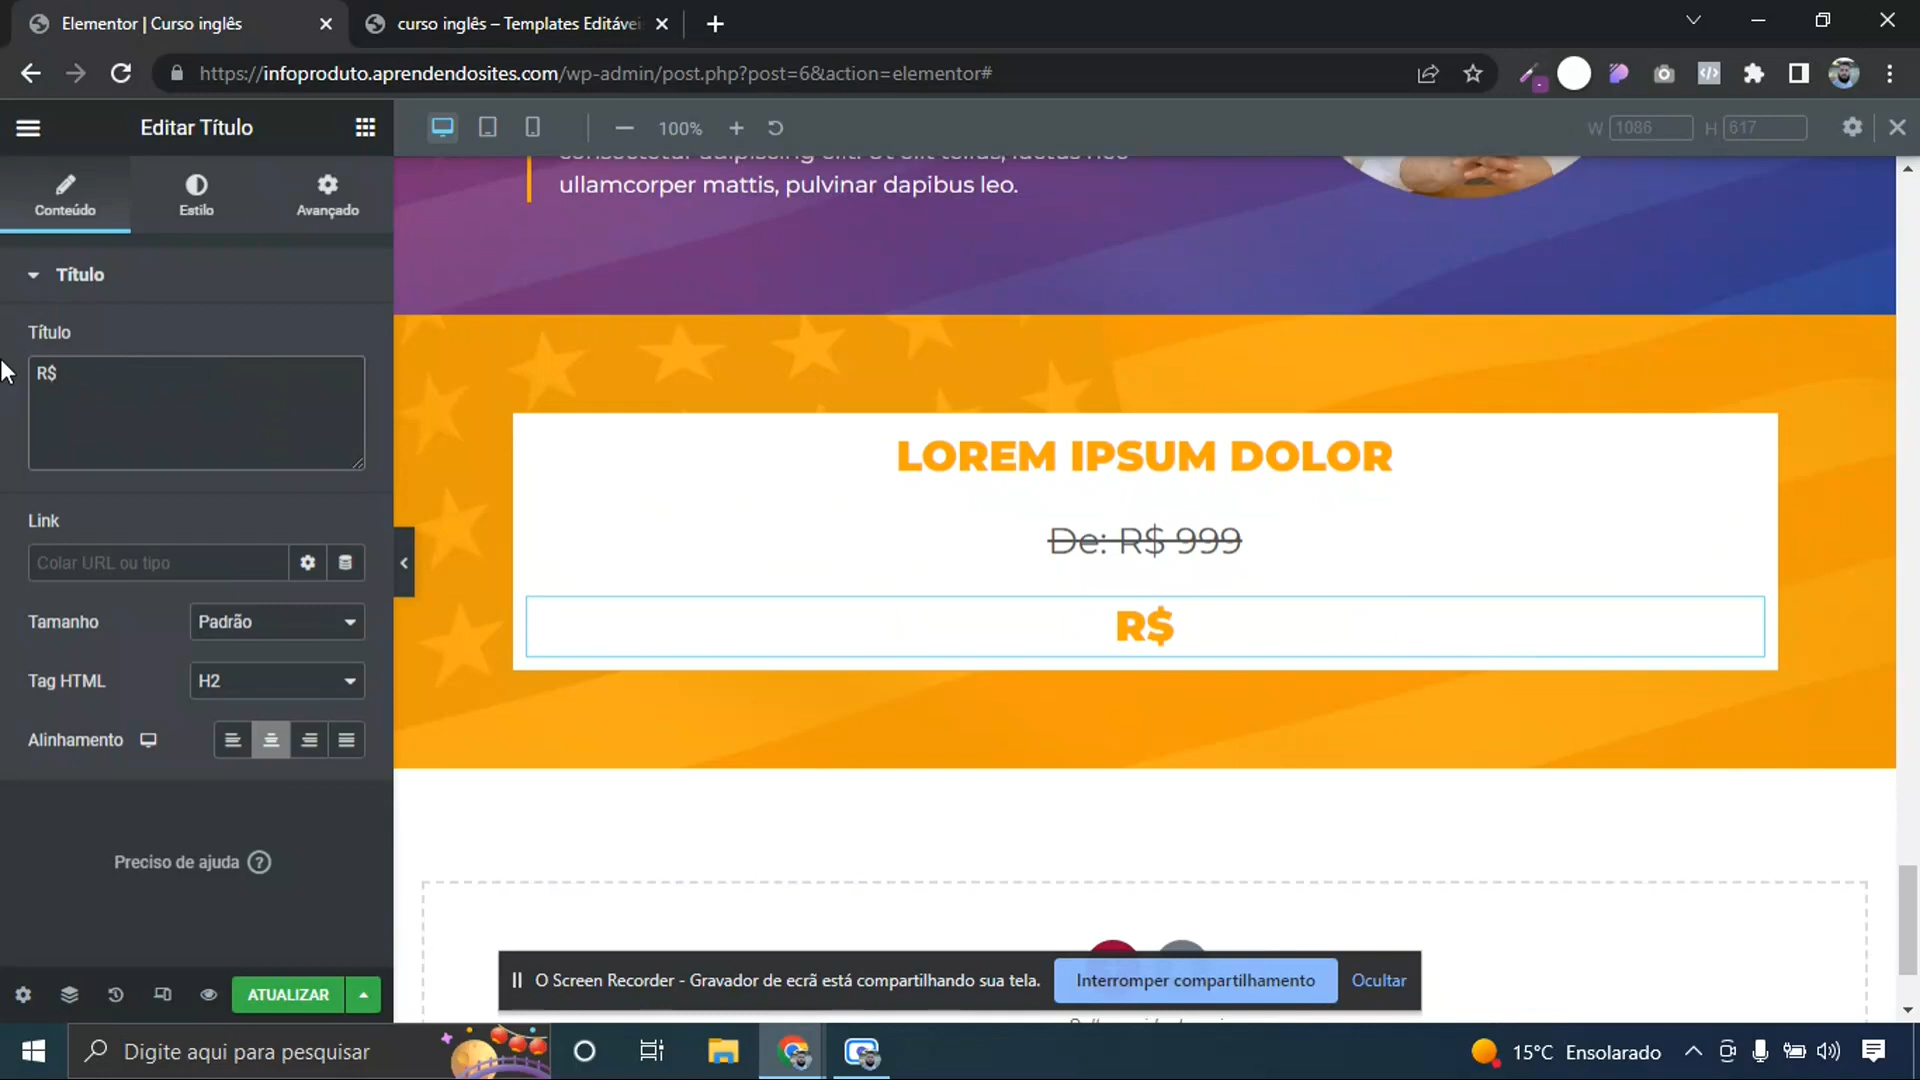 Elementor | Curso inglês
curso inglês – Templates Editávei
https://infoproduto.aprendendosites.com/wp-admin/post.php?post=6&action=elementor#
Editar Título
100%
W 1086 H 617
Conteúdo
Estilo
Avançado
ullamcorper mattis, pulvinar dapibus leo.
Título
Título
R$
LOREM IPSUM DOLOR
De: R$ 999
R$
Link
Colar URL ou tipo
Tamanho
Padrão
Tag HTML
H2
Alinhamento
Preciso de ajuda ?
ATUALIZAR
O Screen Recorder - Gravador de ecrã está compartilhando sua tela.
Interromper compartilhamento
Ocultar
Digite aqui para pesquisar
15°C Ensolarado